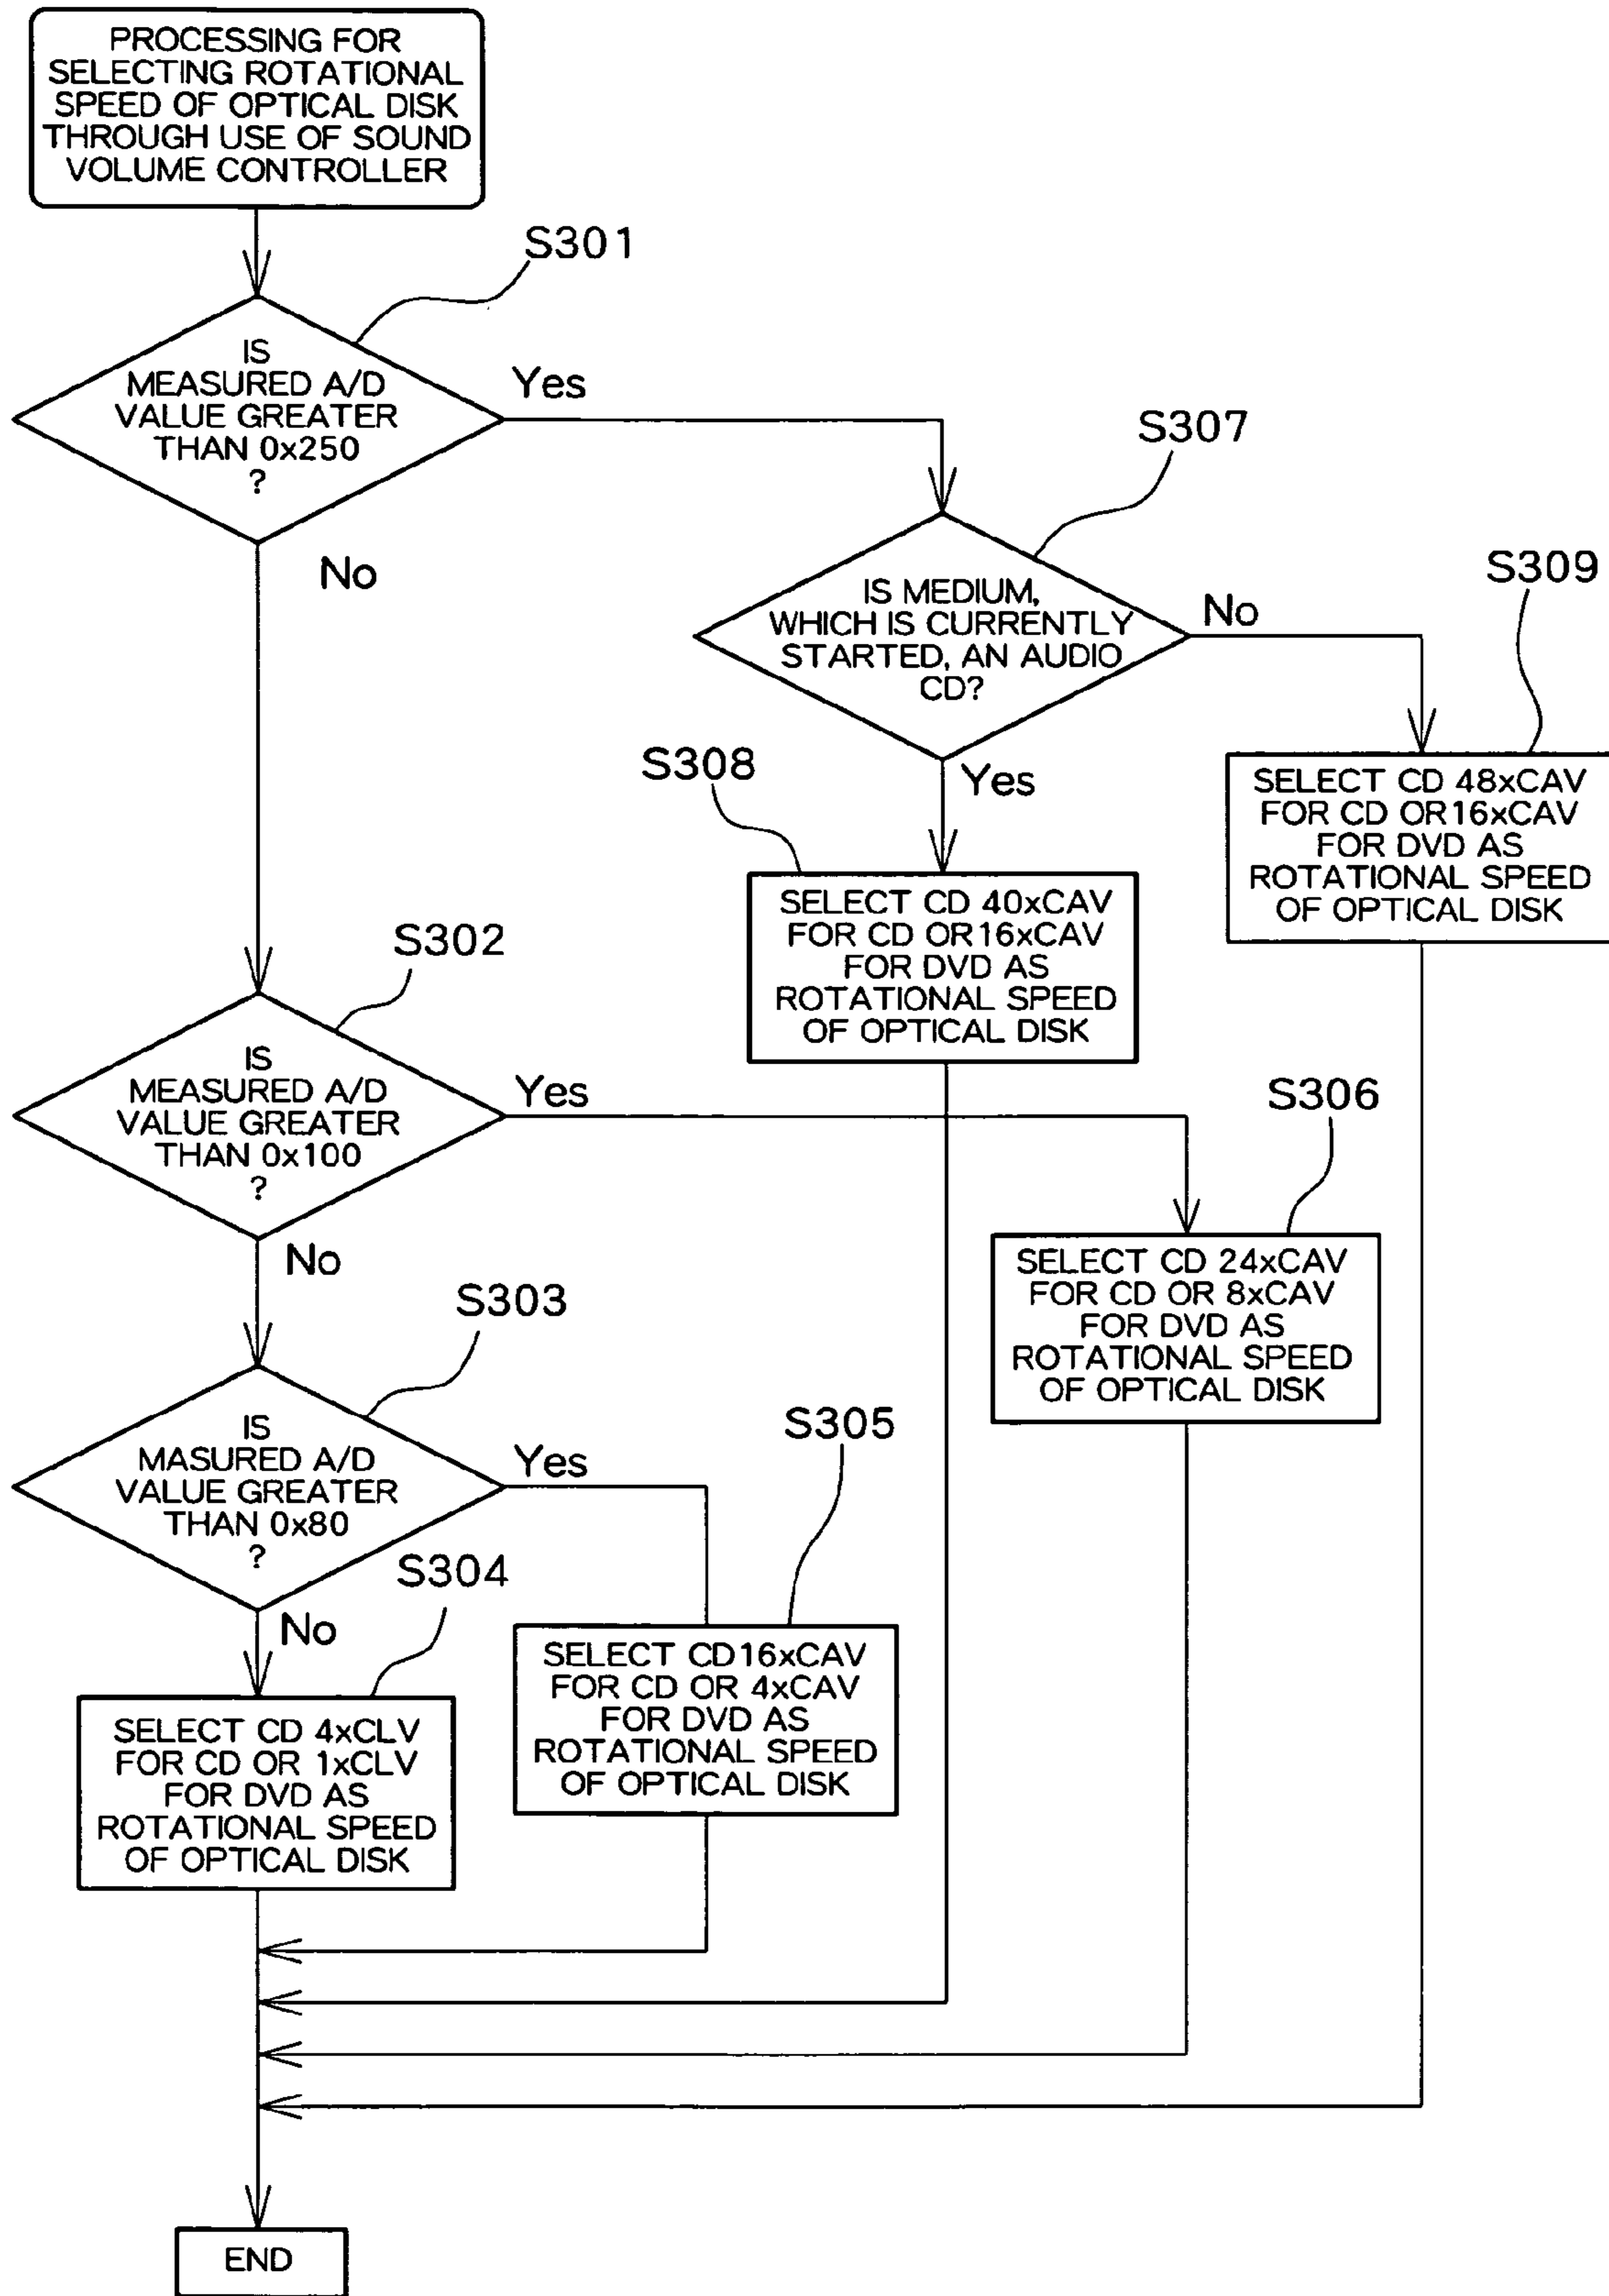 PROCESSING FOR
SELECTING ROTATIONAL
SPEED OF OPTICAL DISK
THROUGH USE OF SOUND
VOLUME CONTROLLER
S301
IS
MEASURED A/D
VALUE GREATER
THAN 0x250
?
Yes
No
S307
IS MEDIUM,
WHICH IS CURRENTLY
STARTED, AN AUDIO
CD?
No
Yes
S309
SELECT CD 48xCAV
FOR CD OR16xCAV
FOR DVD AS
ROTATIONAL SPEED
OF OPTICAL DISK
S308
SELECT CD 40xCAV
FOR CD OR16xCAV
FOR DVD AS
ROTATIONAL SPEED
OF OPTICAL DISK
S302
IS
MEASURED A/D
VALUE GREATER
THAN 0x100
?
Yes
No
S306
SELECT CD 24xCAV
FOR CD OR 8xCAV
FOR DVD AS
ROTATIONAL SPEED
OF OPTICAL DISK
S303
IS
MASURED A/D
VALUE GREATER
THAN 0x80
?
Yes
No
S305
SELECT CD16xCAV
FOR CD OR 4xCAV
FOR DVD AS
ROTATIONAL SPEED
OF OPTICAL DISK
S304
SELECT CD 4xCLV
FOR CD OR 1xCLV
FOR DVD AS
ROTATIONAL SPEED
OF OPTICAL DISK
END